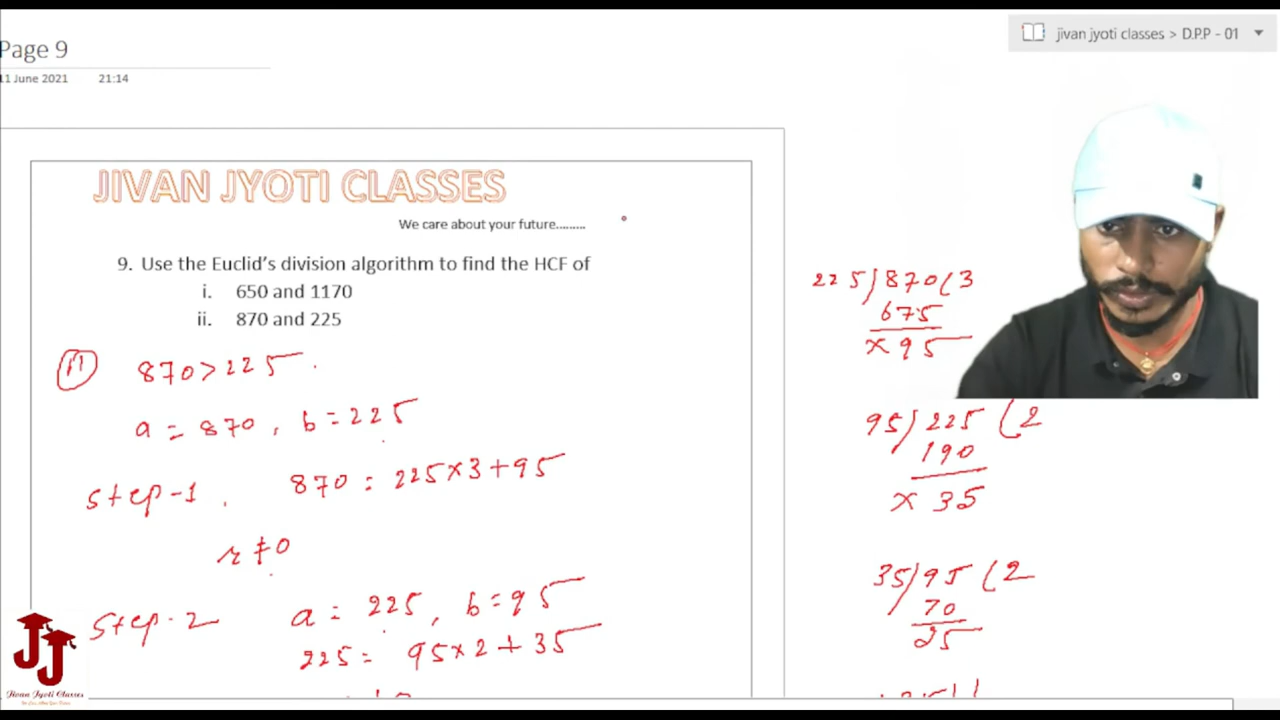 jivan jyoti classes > D.P.P - 01
Page 9
11 June 2021 21:14
JIVAN JYOTI CLASSES
We care about your future.........
9. Use the Euclid's division algorithm to find the HCF of
i. 650 and 1170
ii. 870 and 225
(ii) 870 > 225 .
a = 870 , b = 225
Step-1 . 870 = 225 × 3 + 95
r ≠ 0
Step-2 a = 225 , b = 95
225 = 95 × 2 + 35
225 ) 870 ( 3
675
× 95
95 ) 225 ( 2
190
× 35
35 ) 95 ( 2
70
25
JJ
Jivan Jyoti Classes